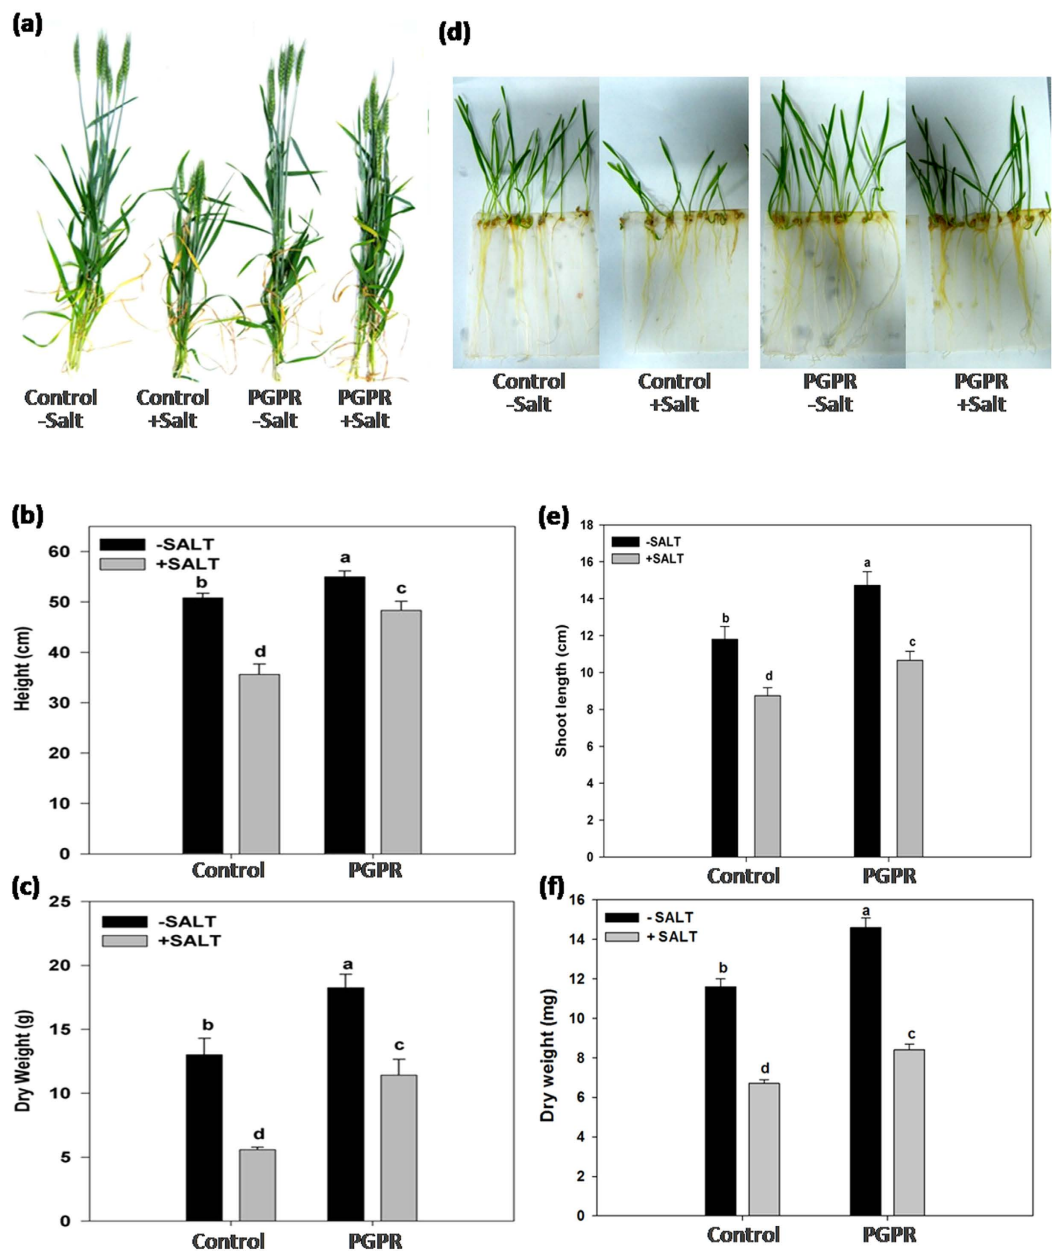 (a)
Control
-Salt
Control
+Salt
PGPR
-Salt
PGPR
+Salt
(d)
Control
-Salt
Control
+Salt
PGPR
-Salt
PGPR
+Salt
(b)
-SALT
+SALT
Height (cm)
60
50
40
30
20
10
0
b
d
a
c
Control
PGPR
(e)
-SALT
+SALT
Shoot length (cm)
18
16
14
12
10
8
6
4
2
0
b
d
a
c
Control
PGPR
(c)
-SALT
+SALT
Dry Weight (g)
25
20
15
10
5
0
b
d
a
c
Control
PGPR
(f)
- SALT
+ SALT
Dry weight (mg)
16
14
12
10
8
6
4
2
0
b
d
a
c
Control
PGPR